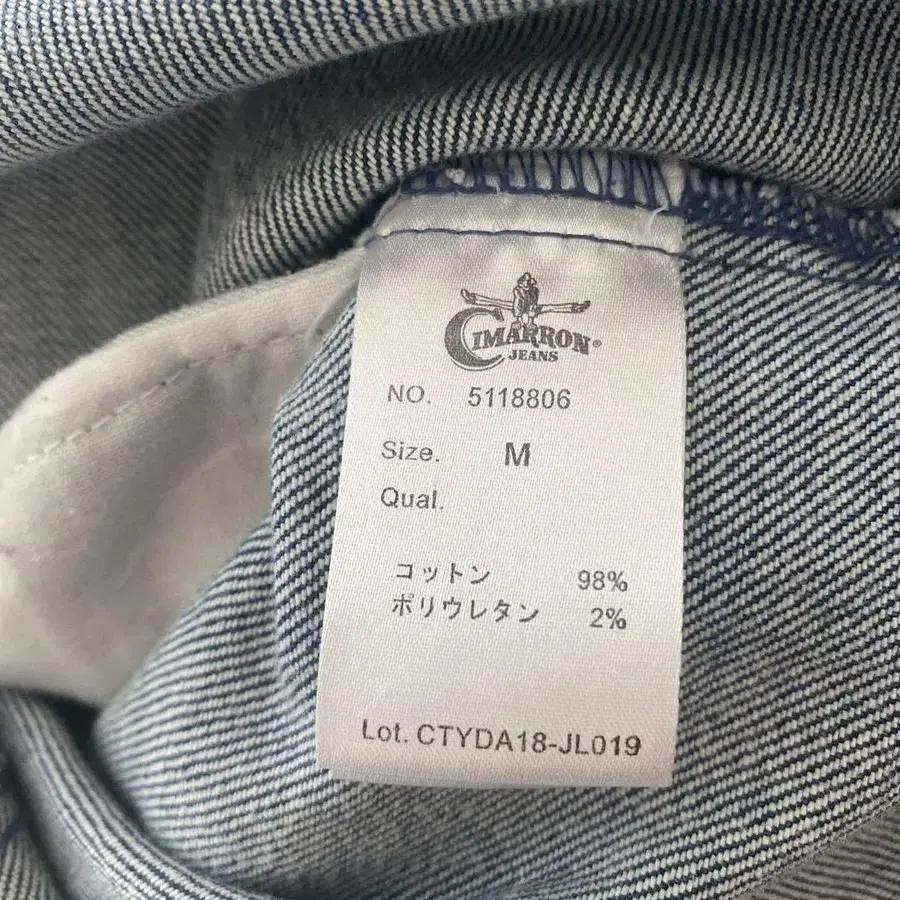 CIMARRON®
JEANS
NO. 5118806
Size. M
Qual.
コットン 98%
ポリウレタン 2%
Lot. CTYDA18-JL019